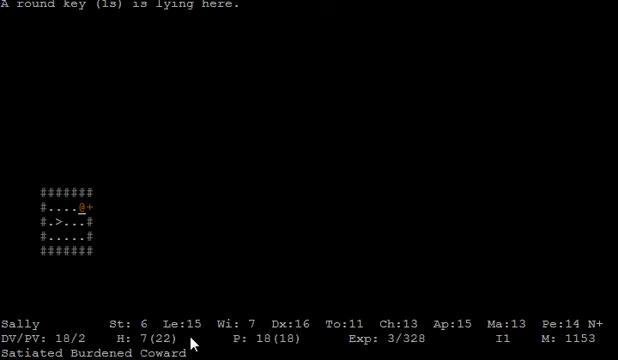 A round key (1s) is lying here.
#######
#....@+
#.>...#
#.....#
#######
Sally St: 6 Le:15 Wi: 7 Dx:16 To:11 Ch:13 Ap:15 Ma:13 Pe:14 N+
DV/PV: 18/2 H: 7(22) P: 18(18) Exp: 3/328 I1 M: 1153
Satiated Burdened Coward